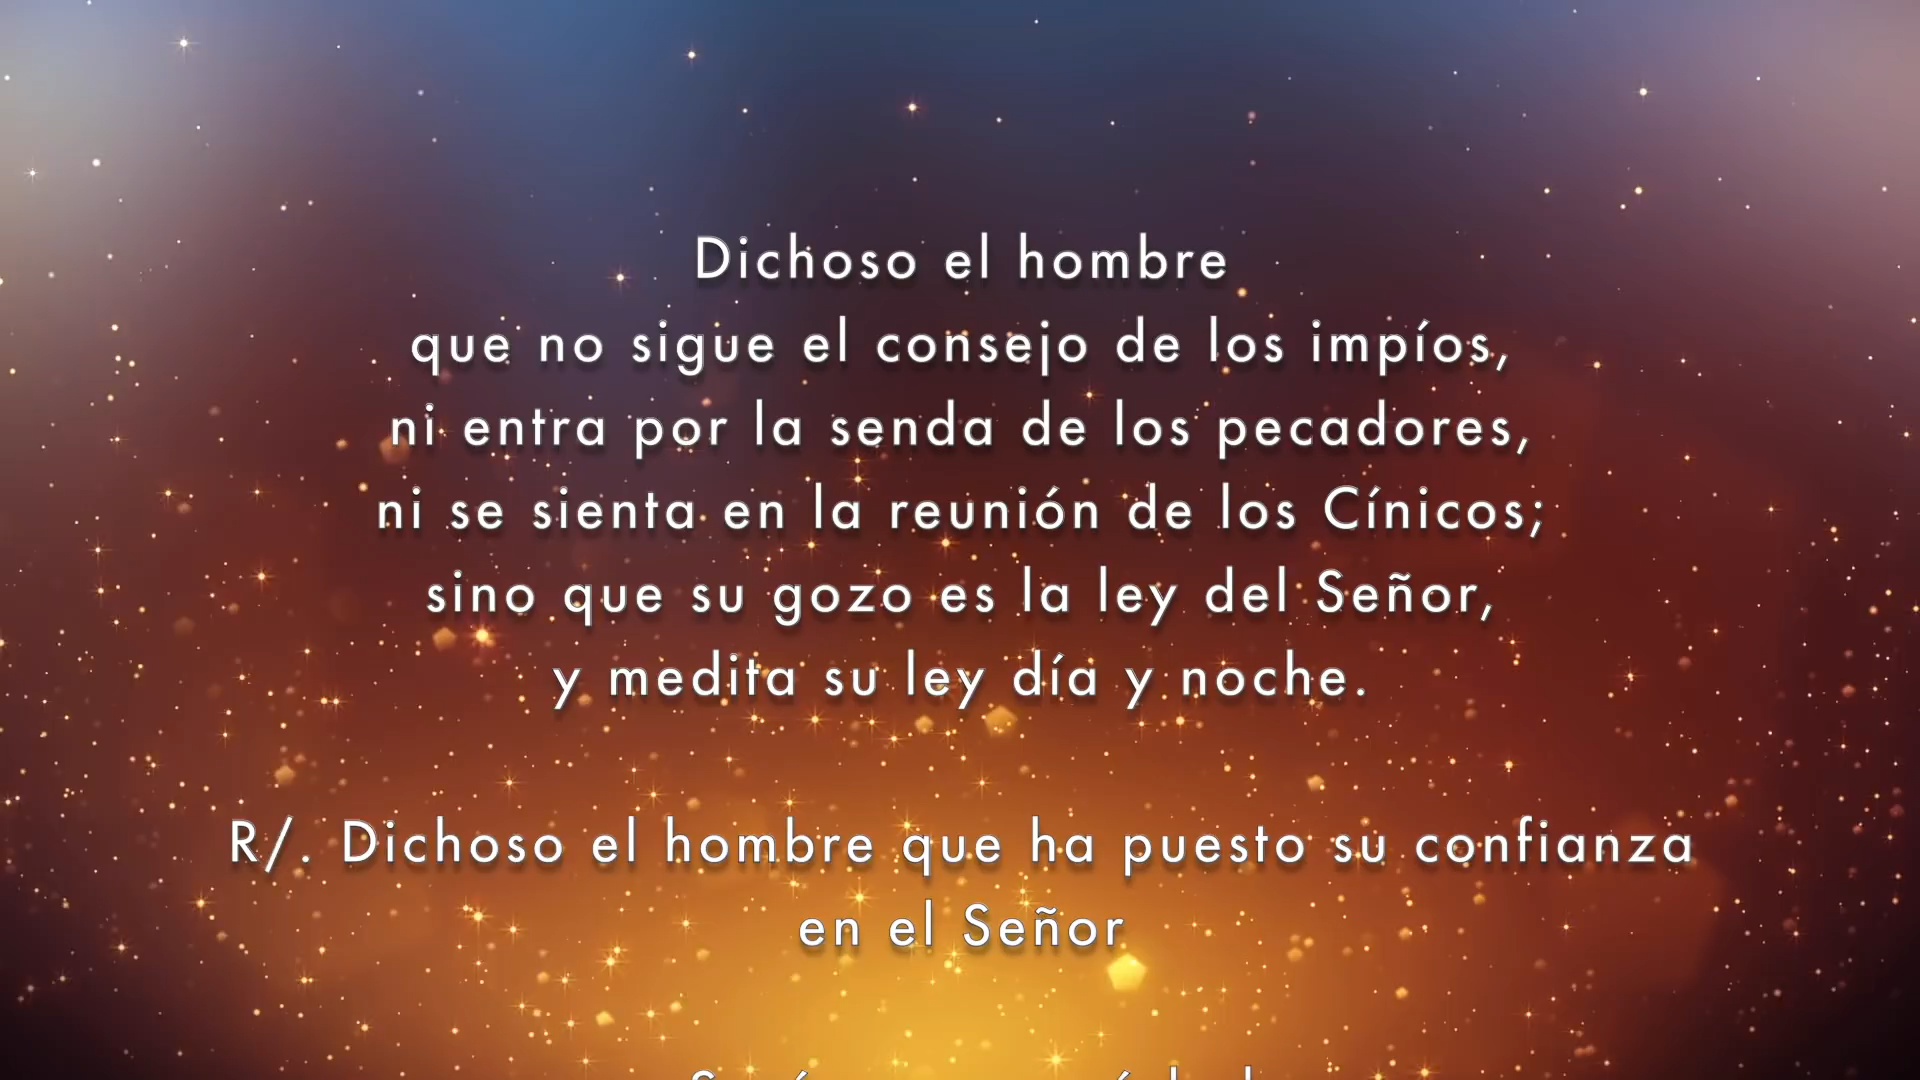 Dichoso el hombre
que no sigue el consejo de los impíos,
ni entra por la senda de los pecadores,
ni se sienta en la reunión de los Cínicos;
sino que su gozo es la ley del Señor,
y medita su ley día y noche.
R/. Dichoso el hombre que ha puesto su confianza
en el Señor